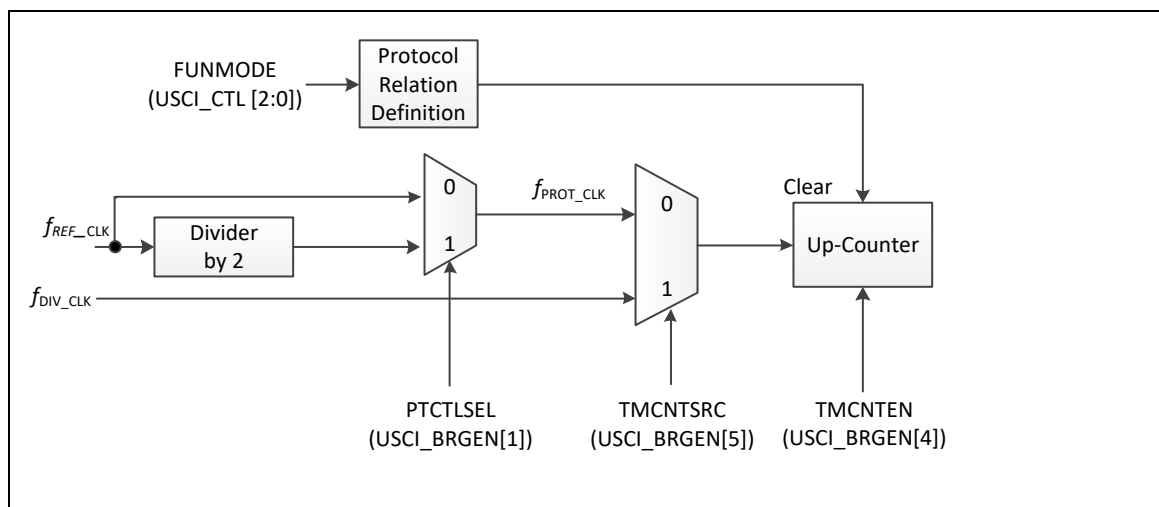 Protocol
Relation
Definition
FUNMODE
(USCI_CTL [2:0])
0
1
fPROT_CLK
0
1
Clear
Up-Counter
fREF_CLK
Divider
by 2
fDIV_CLK
PTCTLSEL
(USCI_BRGEN[1])
TMCNTSRC
(USCI_BRGEN[5])
TMCNTEN
(USCI_BRGEN[4])